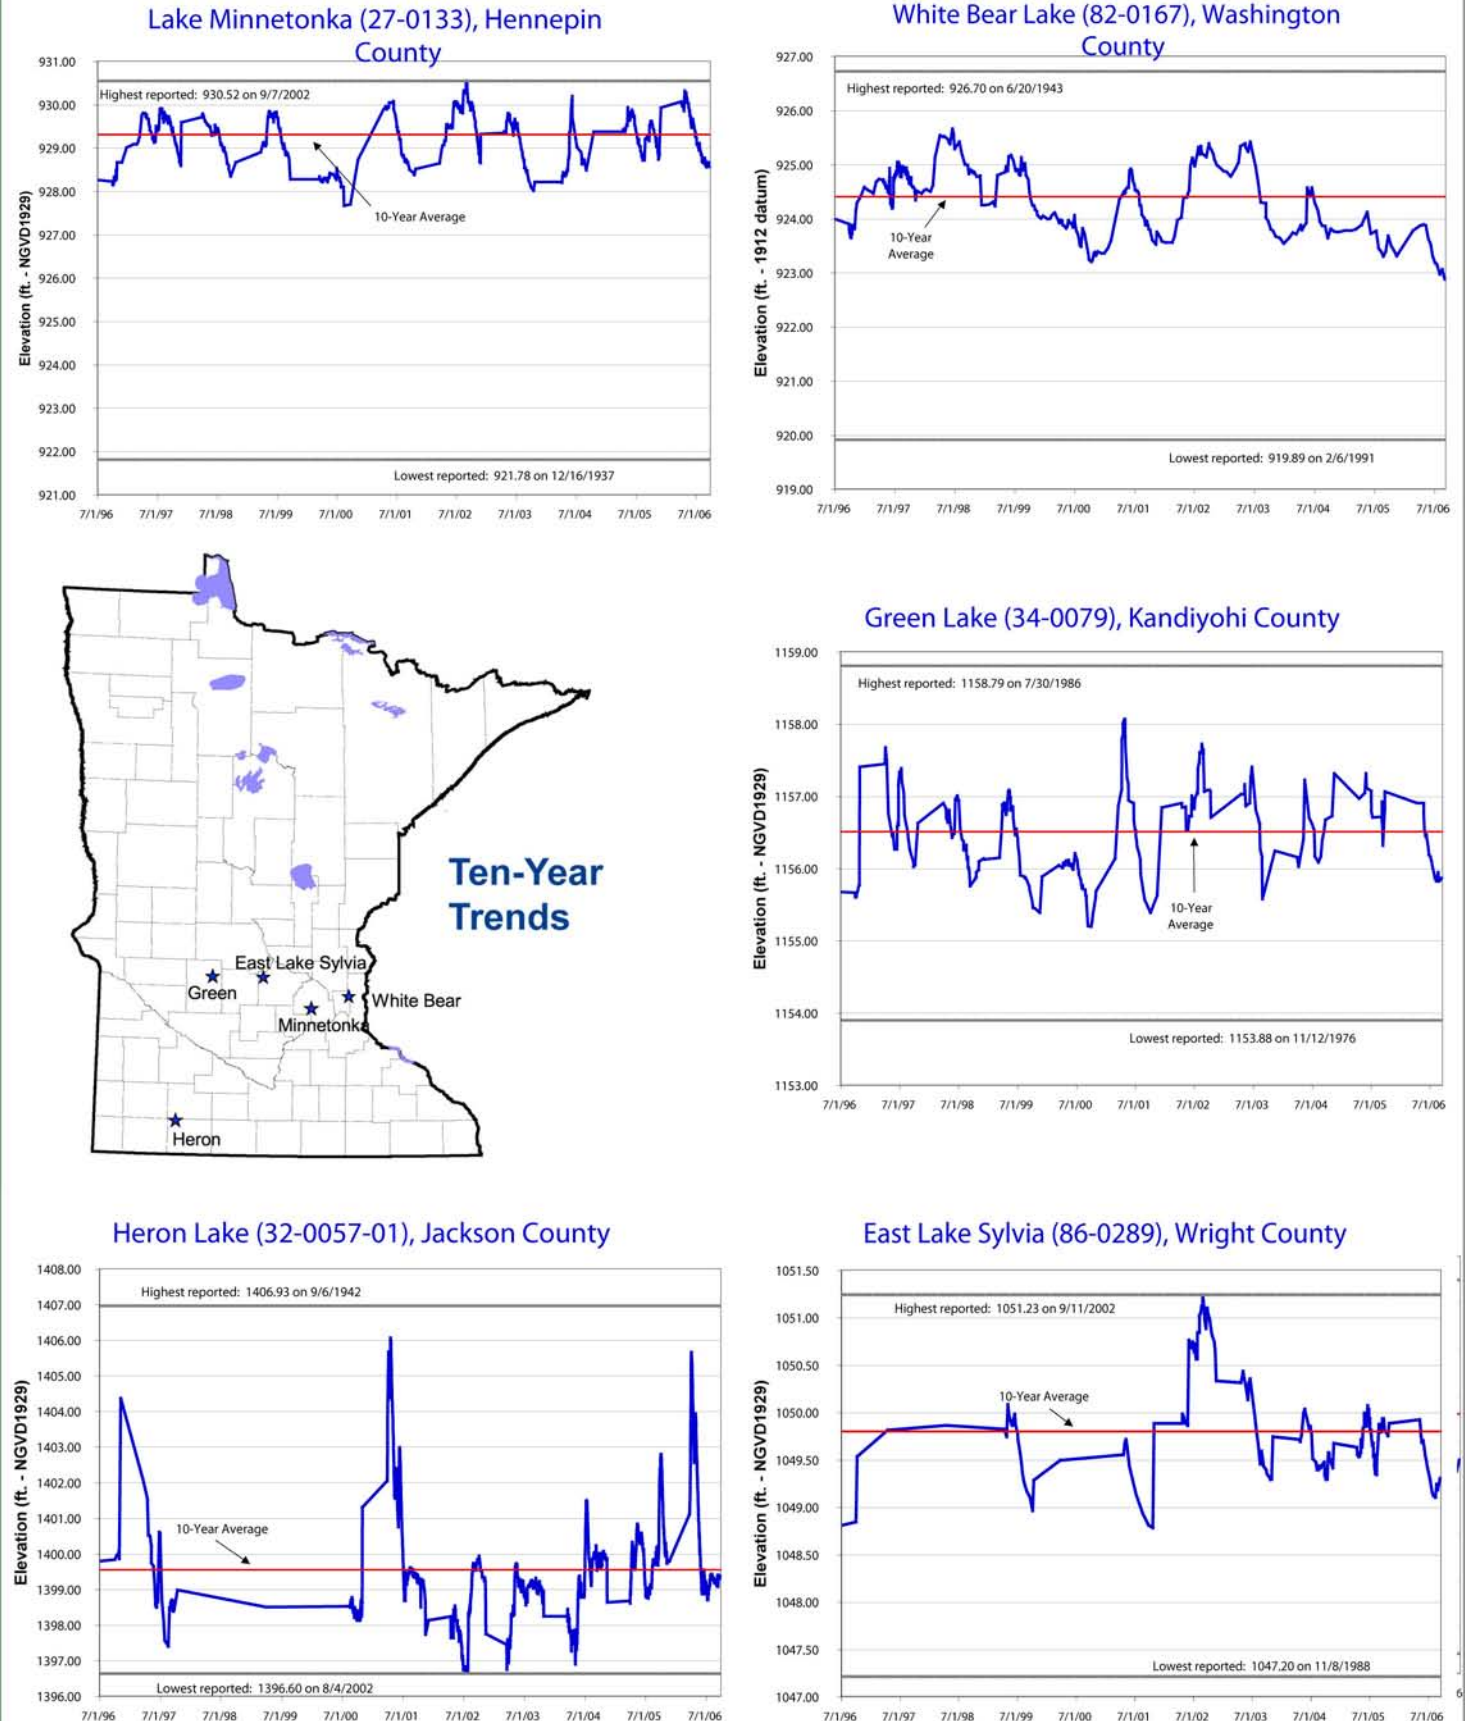 Lake Minnetonka (27-0133), Hennepin
County
Elevation (ft. - NGVD1929)
931.00
930.00
929.00
928.00
927.00
926.00
925.00
924.00
923.00
922.00
921.00
Highest reported: 930.52 on 9/7/2002
10-Year Average
Lowest reported: 921.78 on 12/16/1937
7/1/96 7/1/97 7/1/98 7/1/99 7/1/00 7/1/01 7/1/02 7/1/03 7/1/04 7/1/05 7/1/06
White Bear Lake (82-0167), Washington
County
Elevation (ft. - 1912 datum)
927.00
926.00
925.00
924.00
923.00
922.00
921.00
920.00
919.00
Highest reported: 926.70 on 6/20/1943
10-Year
Average
Lowest reported: 919.89 on 2/6/1991
7/1/96 7/1/97 7/1/98 7/1/99 7/1/00 7/1/01 7/1/02 7/1/03 7/1/04 7/1/05 7/1/06
Ten-Year
Trends
East Lake Sylvia
Green
White Bear
Minnetonka
Heron
Green Lake (34-0079), Kandiyohi County
Elevation (ft. - NGVD1929)
1159.00
1158.00
1157.00
1156.00
1155.00
1154.00
1153.00
Highest reported: 1158.79 on 7/30/1986
10-Year
Average
Lowest reported: 1153.88 on 11/12/1976
7/1/96 7/1/97 7/1/98 7/1/99 7/1/00 7/1/01 7/1/02 7/1/03 7/1/04 7/1/05 7/1/06
Heron Lake (32-0057-01), Jackson County
Elevation (ft. - NGVD1929)
1408.00
1407.00
1406.00
1405.00
1404.00
1403.00
1402.00
1401.00
1400.00
1399.00
1398.00
1397.00
1396.00
Highest reported: 1406.93 on 9/6/1942
10-Year Average
Lowest reported: 1396.60 on 8/4/2002
7/1/96 7/1/97 7/1/98 7/1/99 7/1/00 7/1/01 7/1/02 7/1/03 7/1/04 7/1/05 7/1/06
East Lake Sylvia (86-0289), Wright County
Elevation (ft. - NGVD1929)
1051.50
1051.00
1050.50
1050.00
1049.50
1049.00
1048.50
1048.00
1047.50
1047.00
Highest reported: 1051.23 on 9/11/2002
10-Year Average
Lowest reported: 1047.20 on 11/8/1988
7/1/96 7/1/97 7/1/98 7/1/99 7/1/00 7/1/01 7/1/02 7/1/03 7/1/04 7/1/05 7/1/06